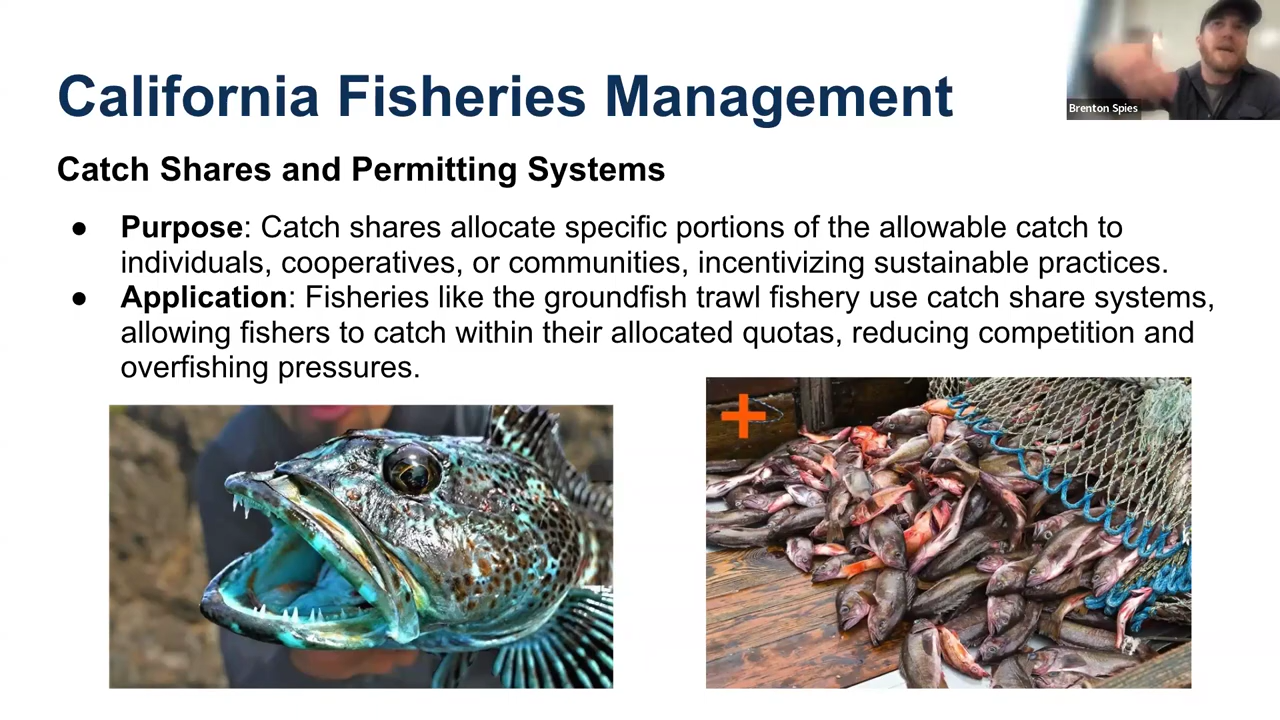 California Fisheries Management
Brenton Spies
Catch Shares and Permitting Systems
● Purpose: Catch shares allocate specific portions of the allowable catch to
individuals, cooperatives, or communities, incentivizing sustainable practices.
● Application: Fisheries like the groundfish trawl fishery use catch share systems,
allowing fishers to catch within their allocated quotas, reducing competition and
overfishing pressures.